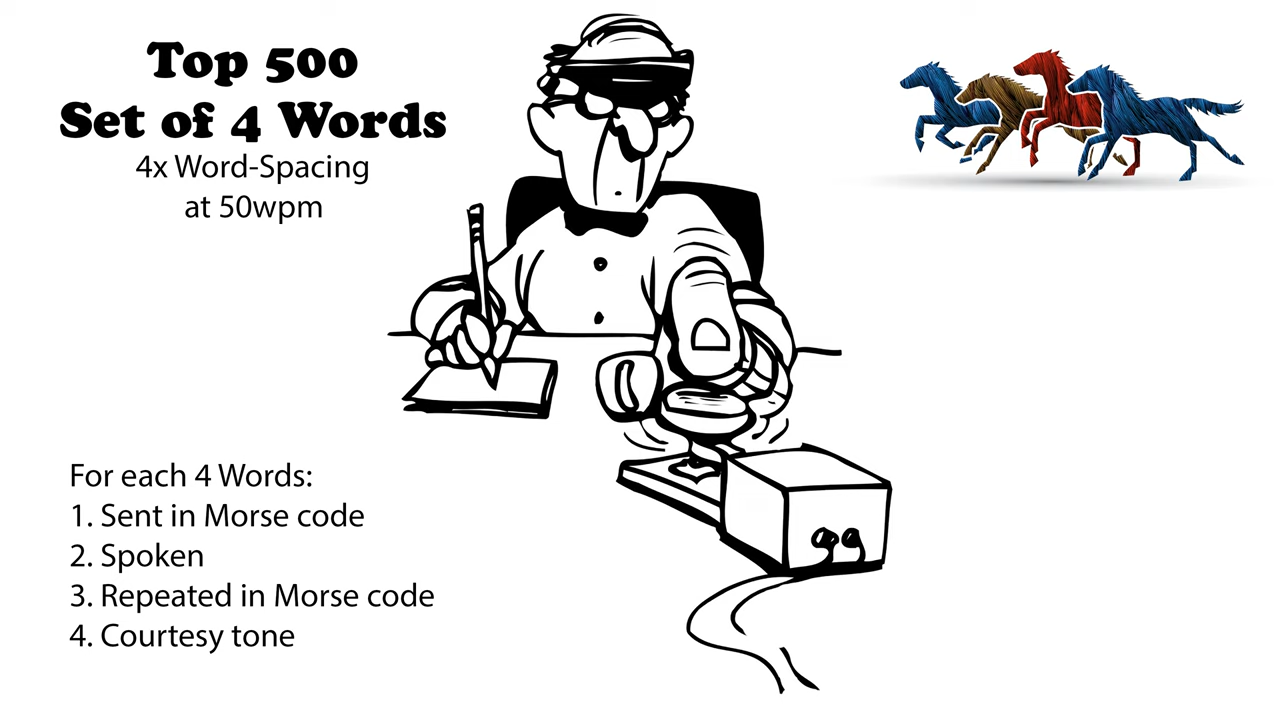 Top 500
Set of 4 Words
4x Word-Spacing
at 50wpm
For each 4 Words:
1. Sent in Morse code
2. Spoken
3. Repeated in Morse code
4. Courtesy tone